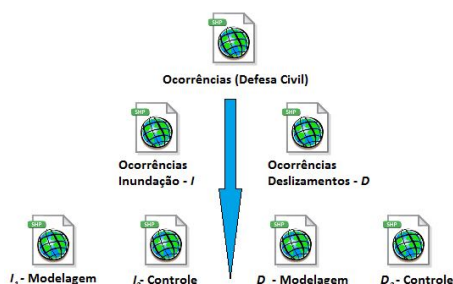 SHP
Ocorrências (Defesa Civil)
SHP
SHP
Ocorrências
Inundação - I
Ocorrências
Deslizamentos - D
SHP
SHP
SHP
SHP
I - Modelagem
I - Controle
D - Modelagem
D - Controle